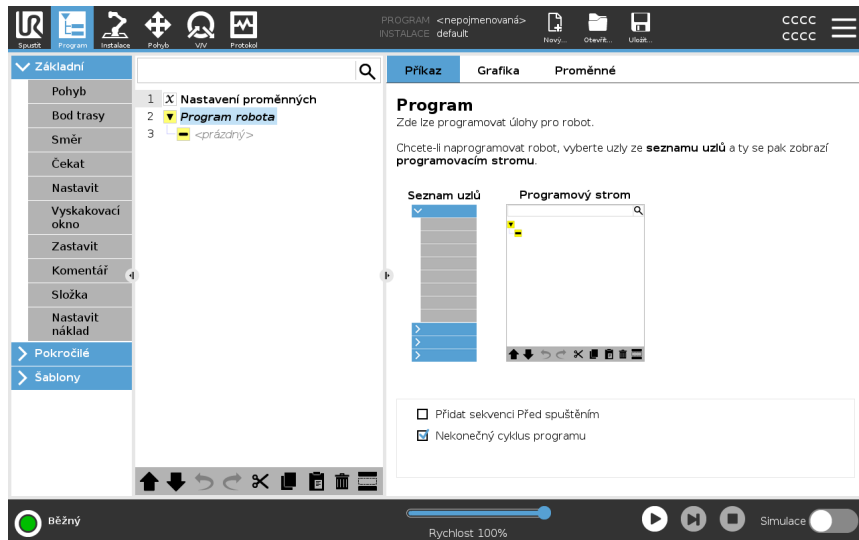 UR
PROGRAM <nepojmenovaná>
INSTALACE default
Spustit
Program
Instalace
Pohyb
V/V
Protokol
Nový...
Otevřít...
Uložit...
CCCC
CCCC
Základní
Pohyb
Bod trasy
Směr
Čekat
Nastavit
Vyskakovací
okno
Zastavit
Komentář
Složka
Nastavit
náklad
Pokročilé
Šablony
1 X Nastavení proměnných
2 Program robota
3 <prázdný>
Příkaz Grafika Proměnné
Program
Zde lze programovat úlohy pro robot.
Chcete-li naprogramovat robot, vyberte uzly ze seznamu uzlů a ty se pak zobrazí
programovacím stromu.
Seznam uzlů Programový strom
Přidat sekvenci Před spuštěním
Nekonečný cyklus programu
Běžný
Rychlost 100%
Simulace